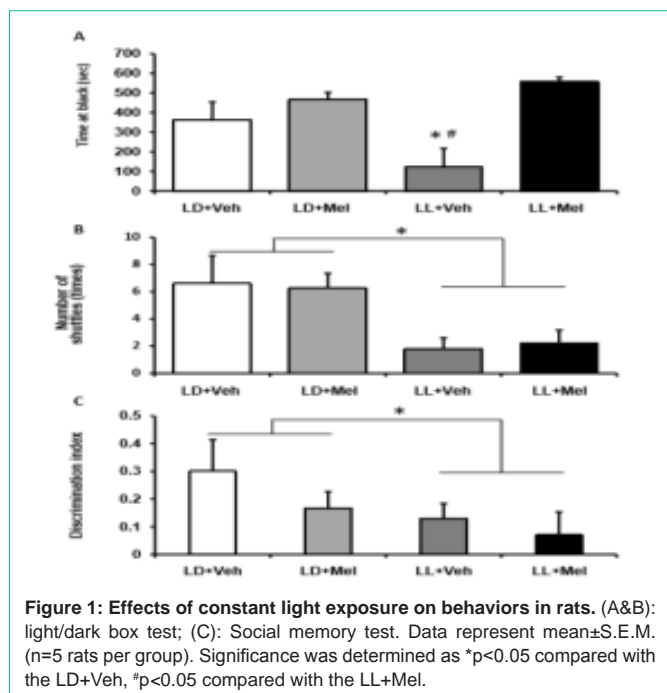 A
Time at black (sec)
700
600
500
400
300
200
100
0
* #
LD+Veh LD+Mel LL+Veh LL+Mel
B
Number of
shuttles (times)
10
8
6
4
2
0
*
LD+Veh LD+Mel LL+Veh LL+Mel
C
Discrimination index
0.5
0.4
0.3
0.2
0.1
0
*
LD+Veh LD+Mel LL+Veh LL+Mel
Figure 1: Effects of constant light exposure on behaviors in rats. (A&B):
light/dark box test; (C): Social memory test. Data represent mean±S.E.M.
(n=5 rats per group). Significance was determined as *p<0.05 compared with
the LD+Veh, #p<0.05 compared with the LL+Mel.